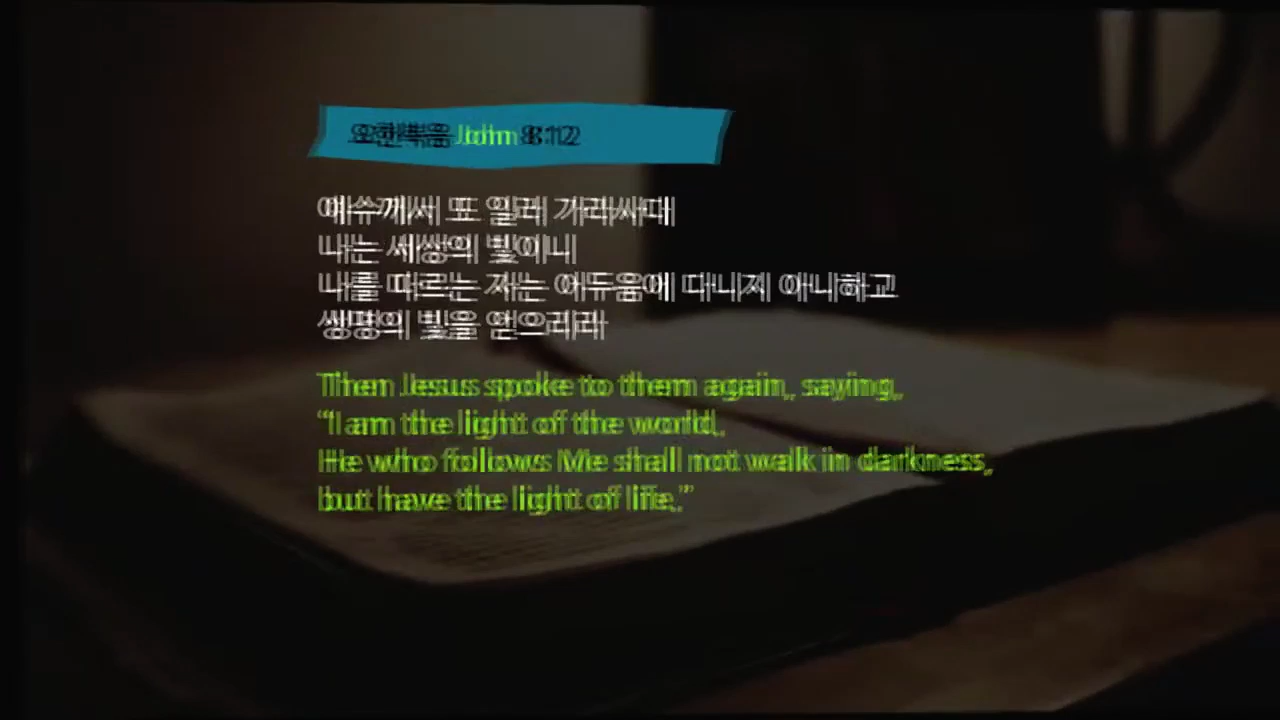 요한복음 John 8:12
예수께서 또 일러 가라사대
나는 세상의 빛이니
나를 따르는 자는 어두움에 다니지 아니하고
생명의 빛을 얻으리라
Then Jesus spoke to them again, saying,
“I am the light of the world.
He who follows Me shall not walk in darkness,
but have the light of life.”